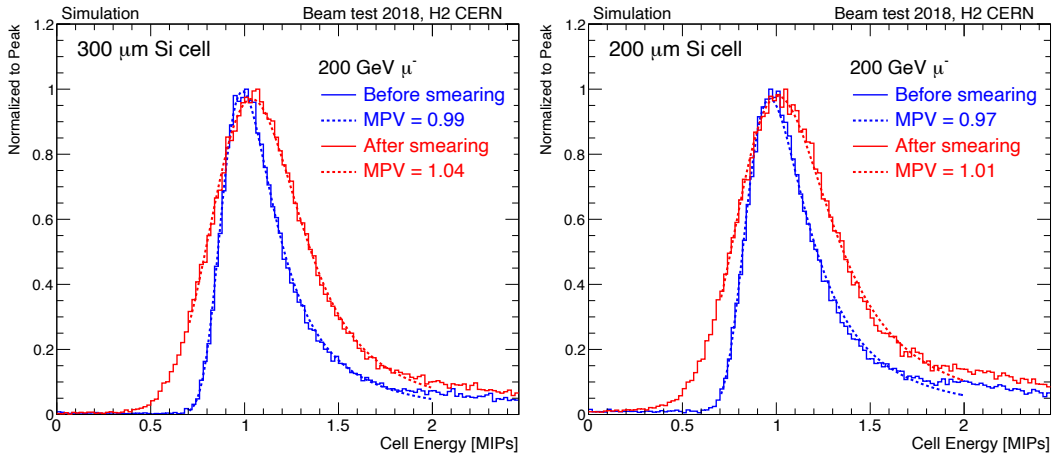 Simulation Beam test 2018, H2 CERN
300 μm Si cell
200 GeV μ⁻
Before smearing
MPV = 0.99
After smearing
MPV = 1.04
Normalized to Peak
1.2
1
0.8
0.6
0.4
0.2
0
0 0.5 1 1.5 2
Cell Energy [MIPs]
Simulation Beam test 2018, H2 CERN
200 μm Si cell
200 GeV μ⁻
Before smearing
MPV = 0.97
After smearing
MPV = 1.01
Normalized to Peak
1.2
1
0.8
0.6
0.4
0.2
0
0 0.5 1 1.5 2
Cell Energy [MIPs]